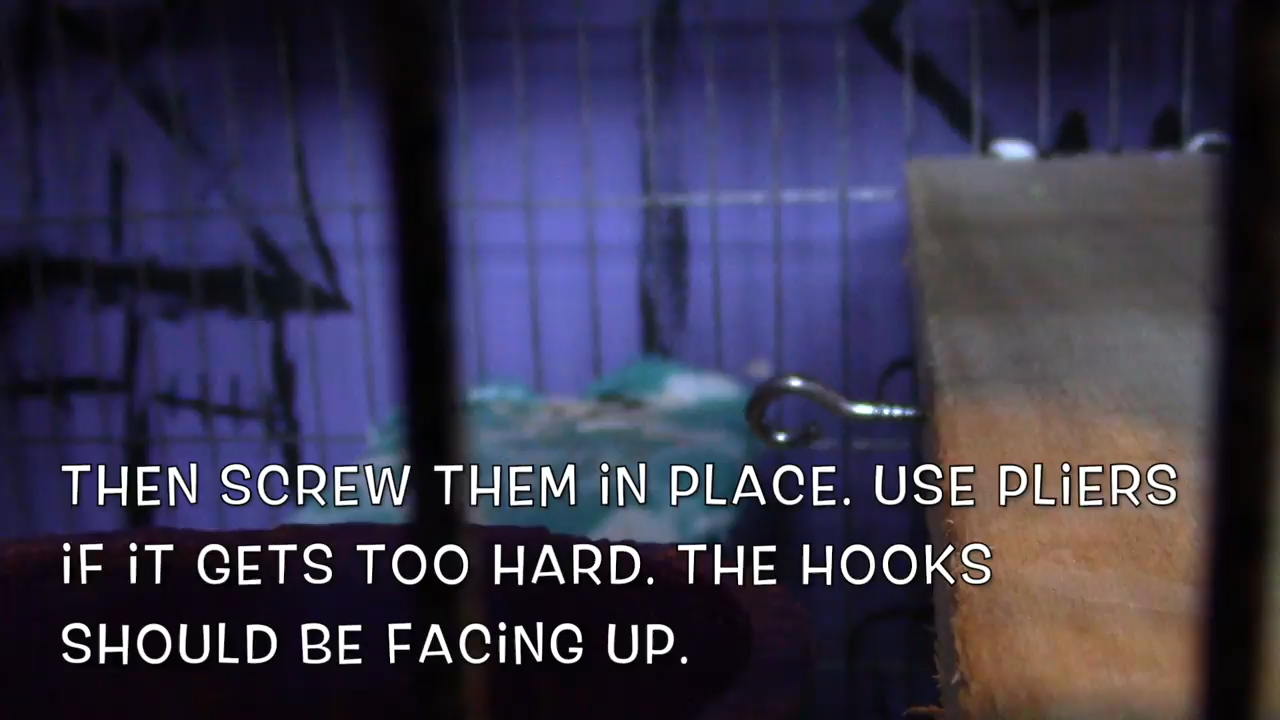 THEN SCREW THEM iN PLACE. USE PLiERS
iF iT GETS TOO HARD. THE HOOKS
SHOULD BE FACiNG UP.